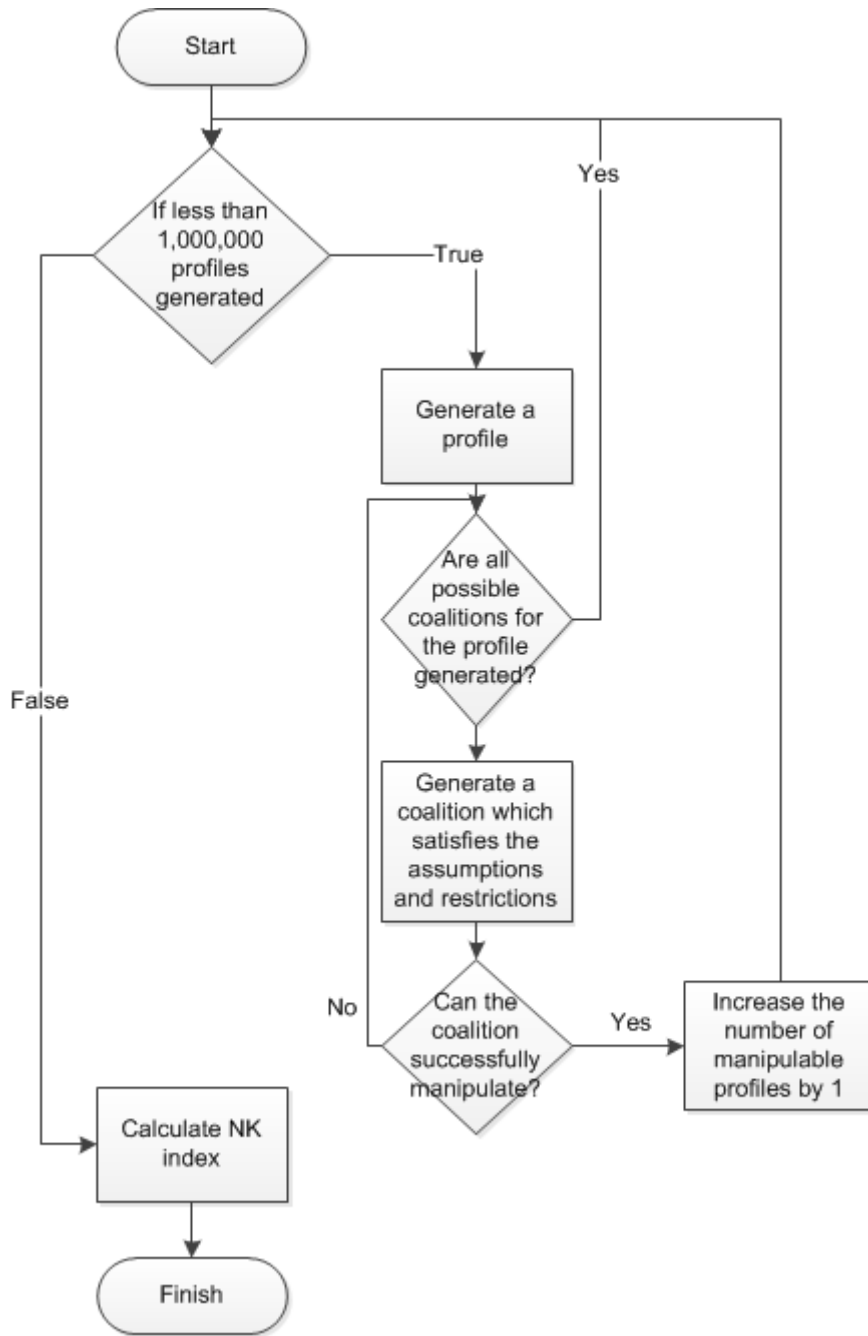 Start
Yes
If less than
1,000,000
profiles
generated
True
Generate a
profile
Are all
possible
coalitions for
the profile
generated?
False
Generate a
coalition which
satisfies the
assumptions
and restrictions
No
Can the
coalition
successfully
manipulate?
Yes
Increase the
number of
manipulable
profiles by 1
Calculate NK
index
Finish